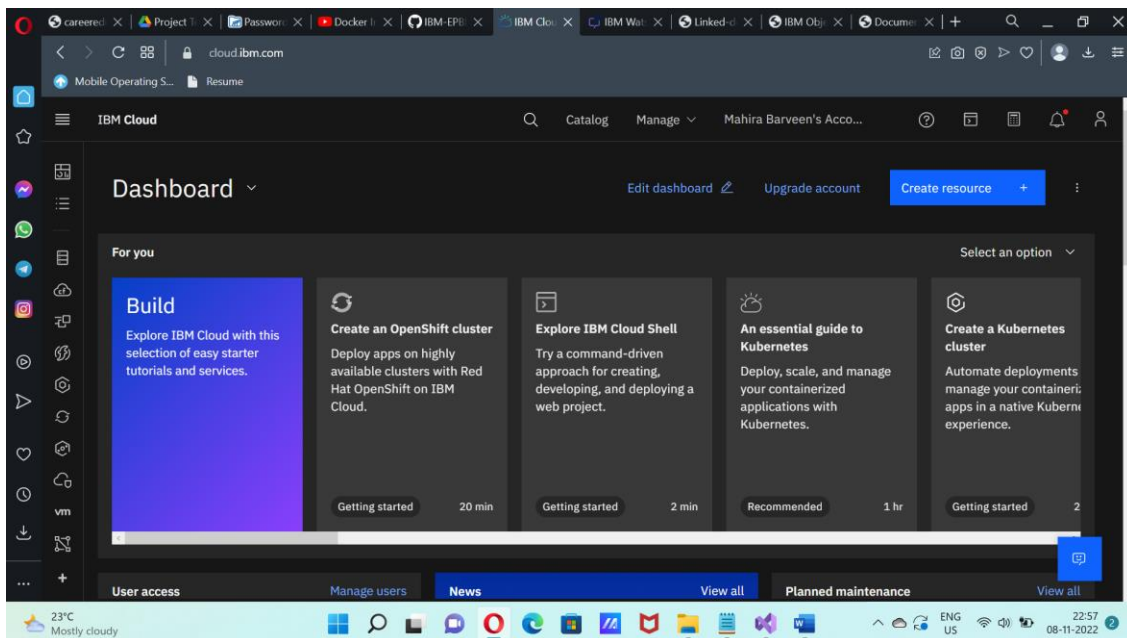 careered
Project T
Passwor
Docker I
IBM-EPB
IBM Clou
IBM Wat
Linked-d
IBM Obj
Documer
cloud.ibm.com
Mobile Operating S...
Resume
IBM Cloud
Catalog
Manage
Mahira Barveen's Acco...
Dashboard
Edit dashboard
Upgrade account
Create resource +
For you
Select an option
Build
Explore IBM Cloud with this
selection of easy starter
tutorials and services.
Create an OpenShift cluster
Deploy apps on highly
available clusters with Red
Hat OpenShift on IBM
Cloud.
Getting started 20 min
Explore IBM Cloud Shell
Try a command-driven
approach for creating,
developing, and deploying a
web project.
Getting started 2 min
An essential guide to
Kubernetes
Deploy, scale, and manage
your containerized
applications with
Kubernetes.
Recommended 1 hr
Create a Kubernetes
cluster
Automate deployments
manage your containeri
apps in a native Kuberne
experience.
Getting started 2
vm
User access
Manage users
News
View all
Planned maintenance
View all
23°C
Mostly cloudy
ENG
US
22:57
08-11-2022
2